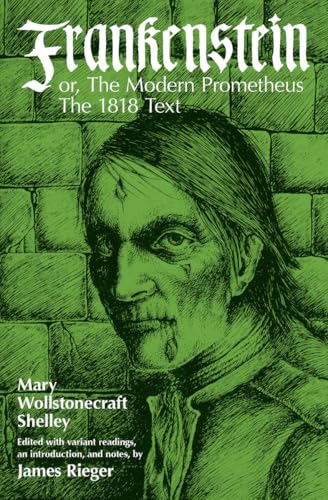 Frankenstein
or, The Modern Prometheus
The 1818 Text
Mary
Wollstonecraft
Shelley
Edited with variant readings,
an introduction, and notes, by
James Rieger